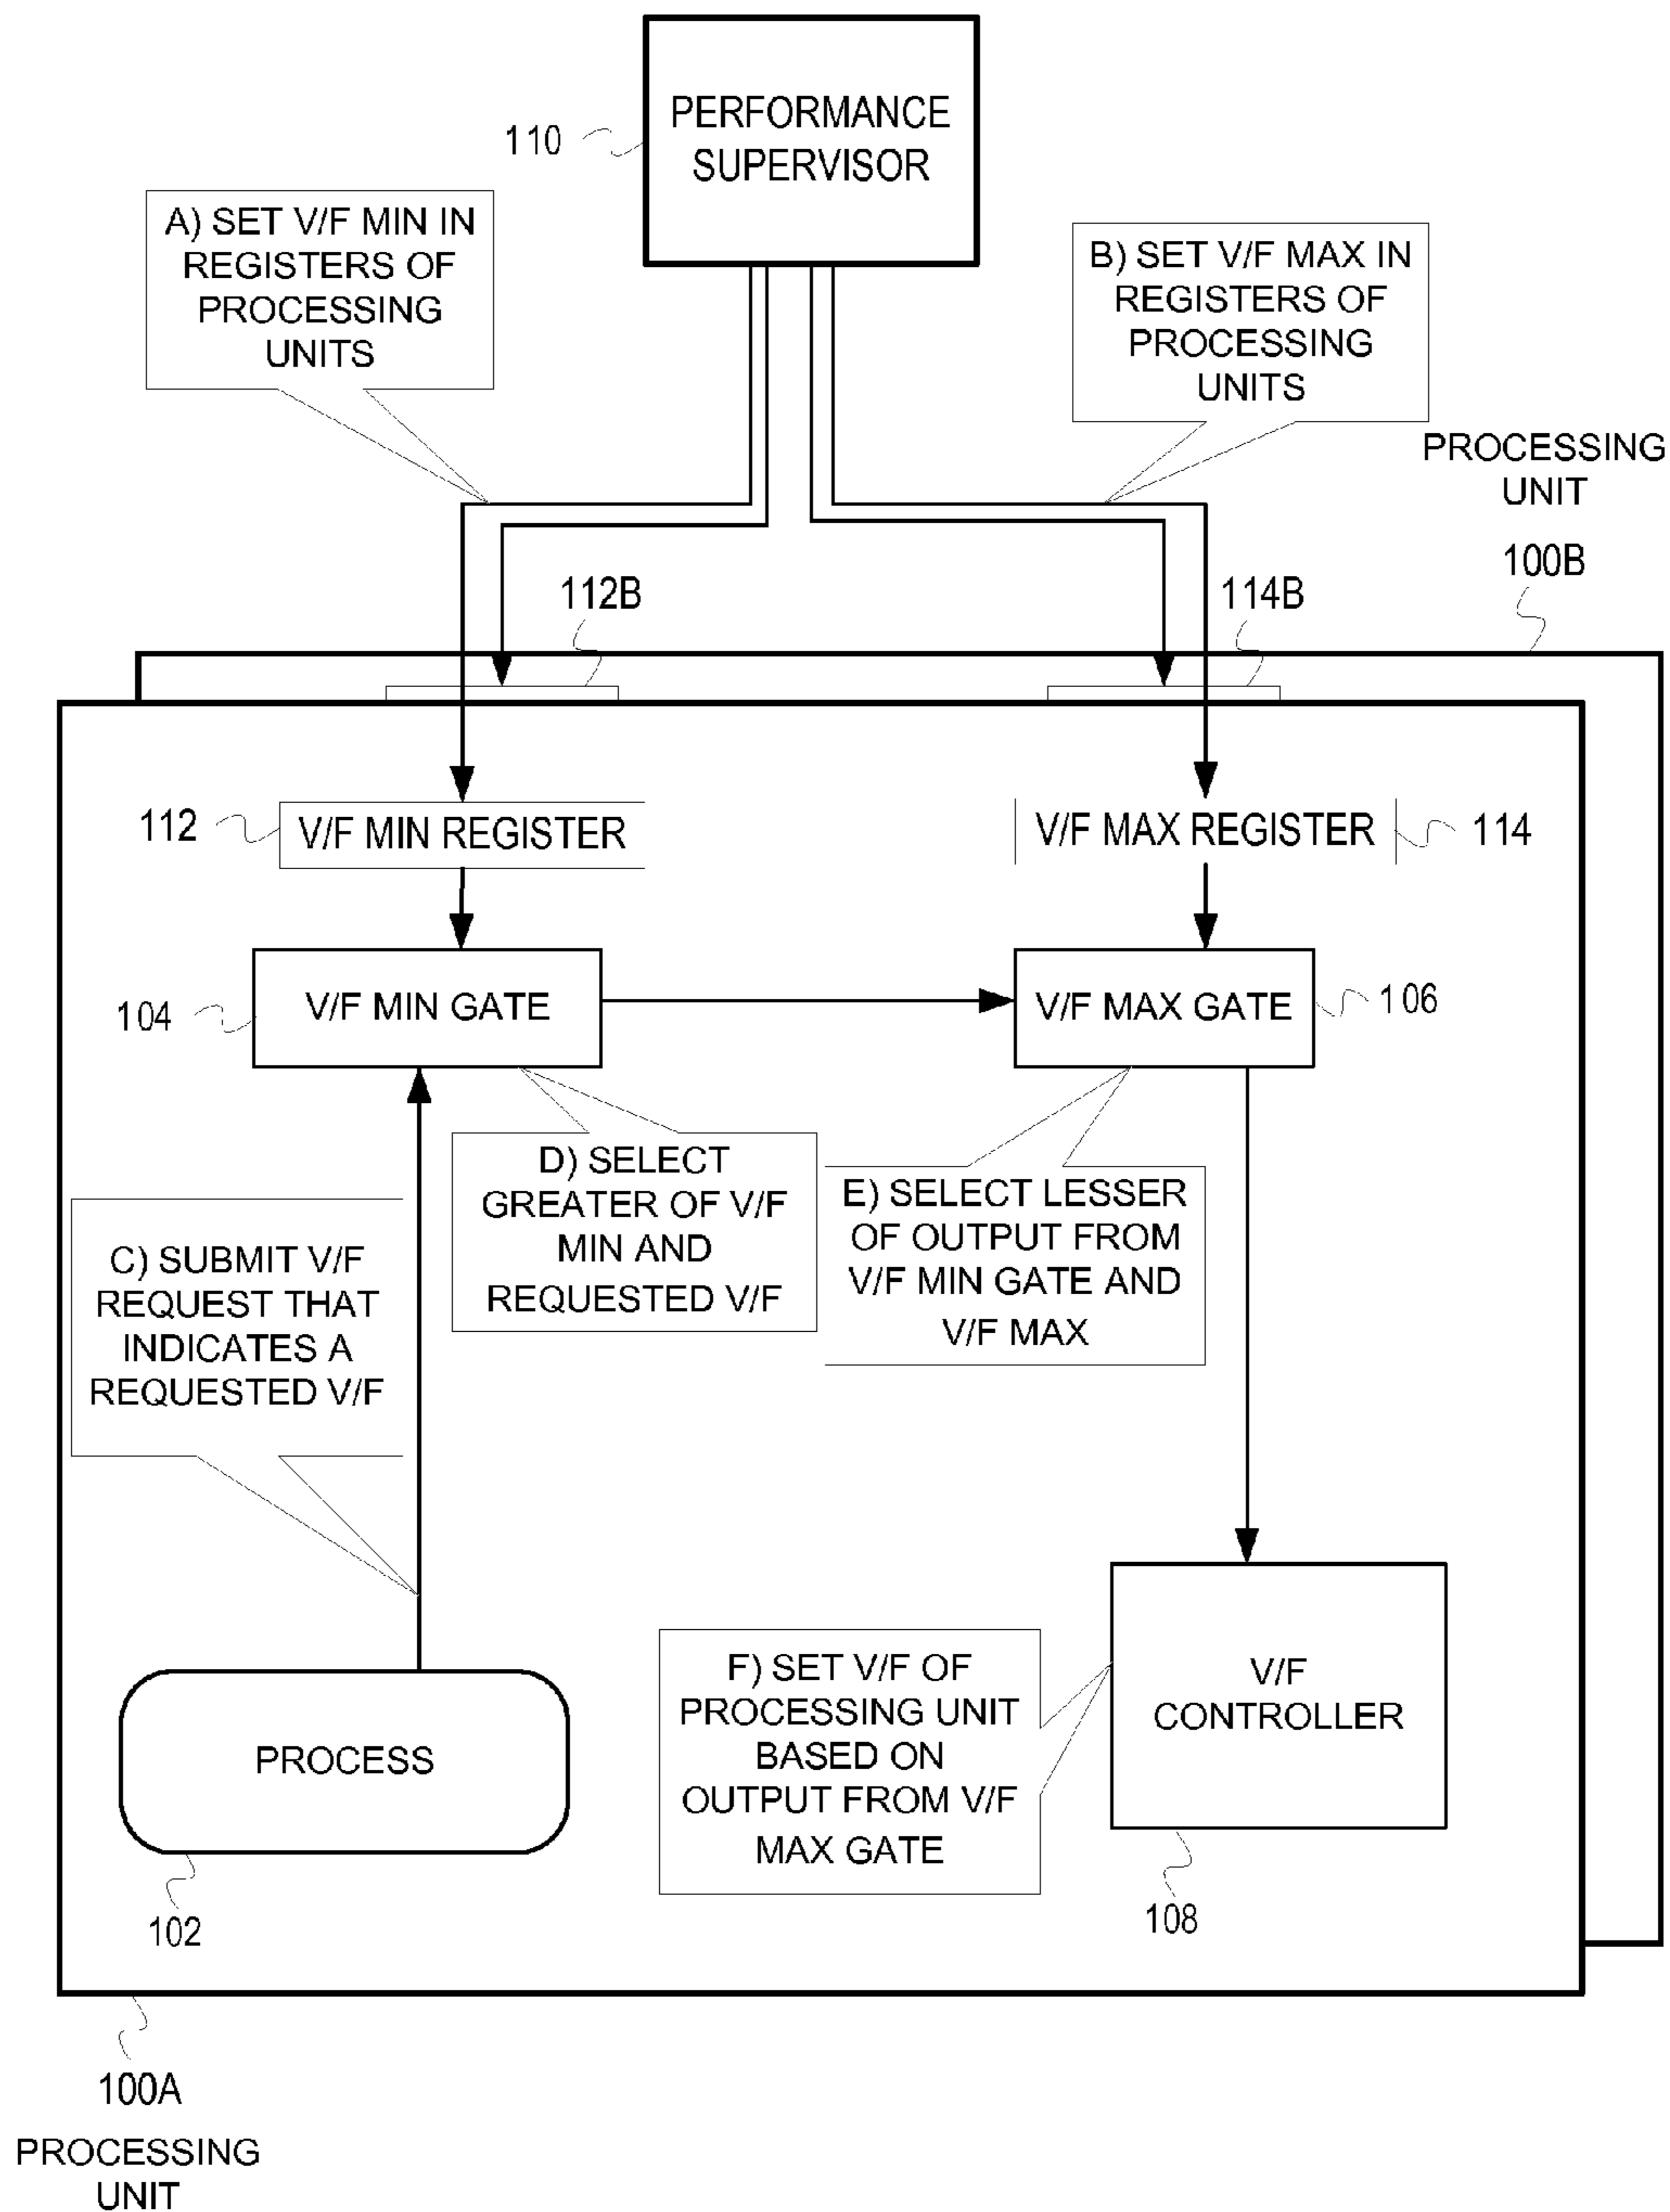 PERFORMANCE
SUPERVISOR
110
A) SET V/F MIN IN
REGISTERS OF
PROCESSING
UNITS
B) SET V/F MAX IN
REGISTERS OF
PROCESSING
UNITS
PROCESSING
UNIT
100B
112B
114B
112
V/F MIN REGISTER
V/F MAX REGISTER
114
104
V/F MIN GATE
V/F MAX GATE
106
D) SELECT
GREATER OF V/F
MIN AND
REQUESTED V/F
E) SELECT LESSER
OF OUTPUT FROM
V/F MIN GATE AND
V/F MAX
C) SUBMIT V/F
REQUEST THAT
INDICATES A
REQUESTED V/F
F) SET V/F OF
PROCESSING UNIT
BASED ON
OUTPUT FROM V/F
MAX GATE
V/F
CONTROLLER
PROCESS
102
108
100A
PROCESSING
UNIT